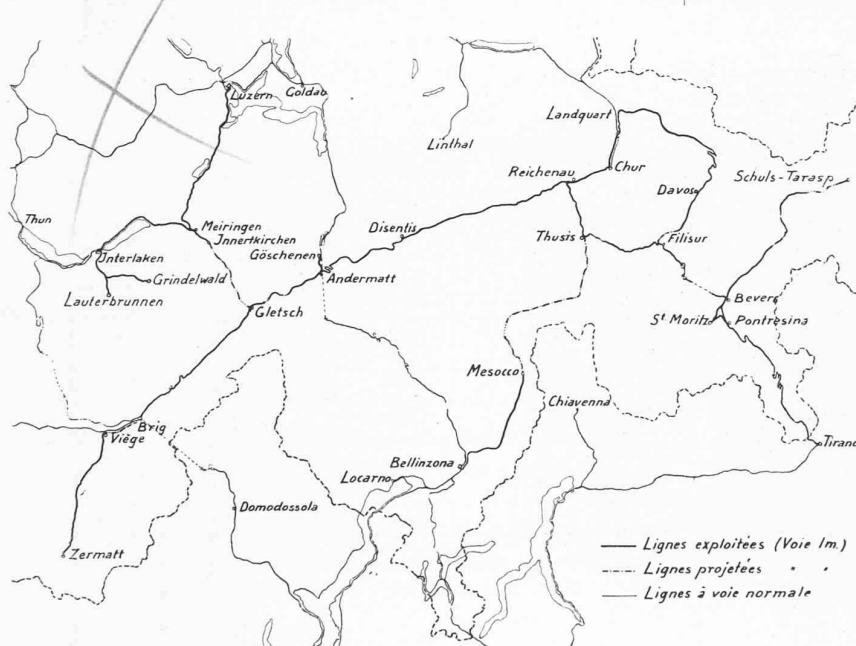 Luzern
Goldau
Linthal
Landquart
Reichenau
Chur
Davos
Schuls-Tarasp
Thun
Meiringen
Jnnertkirchen
Göschenen
Disentis
Thusis
Filisur
Jnterlaken
Grindelwald
Lauterbrunnen
Andermatt
Gletsch
Bevers
St. Moritz
Pontresina
Mesocco
Chiavenna
Brig
Viège
Bellinzona
Locarno
Tirano
Domodossola
Zermatt
Lignes exploitées (Voie 1m.)
Lignes projetées " "
Lignes à voie normale